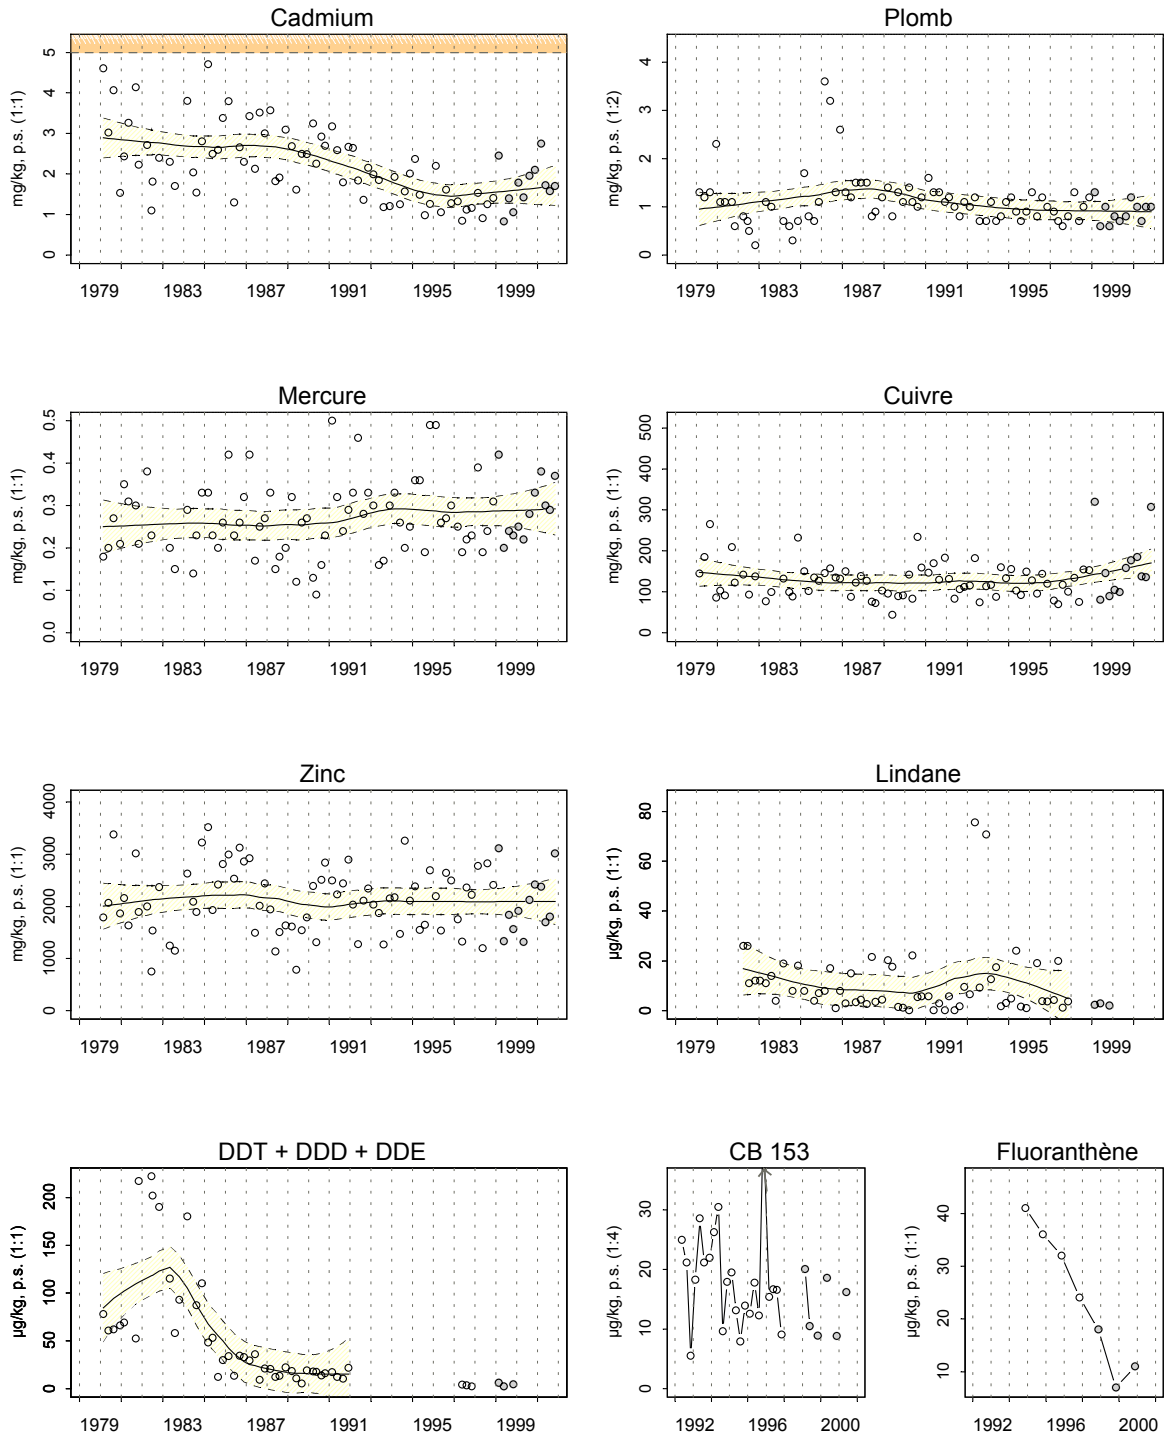 Cadmium
mg/kg, p.s. (1:1)
0 1 2 3 4 5
1979 1983 1987 1991 1995 1999
Plomb
mg/kg, p.s. (1:2)
0 1 2 3 4
1979 1983 1987 1991 1995 1999
Mercure
mg/kg, p.s. (1:1)
0.0 0.1 0.2 0.3 0.4 0.5
1979 1983 1987 1991 1995 1999
Cuivre
mg/kg, p.s. (1:1)
0 100 200 300 400 500
1979 1983 1987 1991 1995 1999
Zinc
mg/kg, p.s. (1:1)
0 1000 2000 3000 4000
1979 1983 1987 1991 1995 1999
Lindane
µg/kg, p.s. (1:1)
0 20 40 60 80
1979 1983 1987 1991 1995 1999
DDT + DDD + DDE
µg/kg, p.s. (1:1)
0 50 100 150 200
1979 1983 1987 1991 1995 1999
CB 153
µg/kg, p.s. (1:4)
0 10 20 30
1992 1996 2000
Fluoranthène
µg/kg, p.s. (1:1)
10 20 30 40
1992 1996 2000